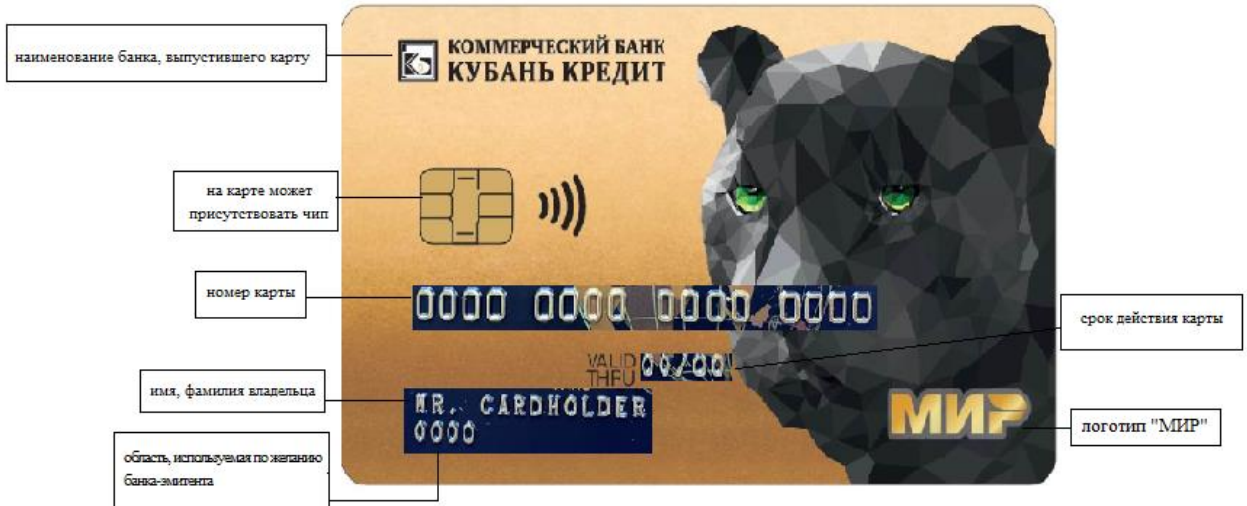 наименование банка, выпустившего карту
КОММЕРЧЕСКИЙ БАНК
КУБАНЬ КРЕДИТ
на карте может
присутствовать чип
номер карты
0000 0000 0000 0000
срок действия карты
VALID
THRU
00/00
имя, фамилия владельца
MR. CARDHOLDER
0000
МИР
логотип "МИР"
область, используемая по желанию
банка-эмитента